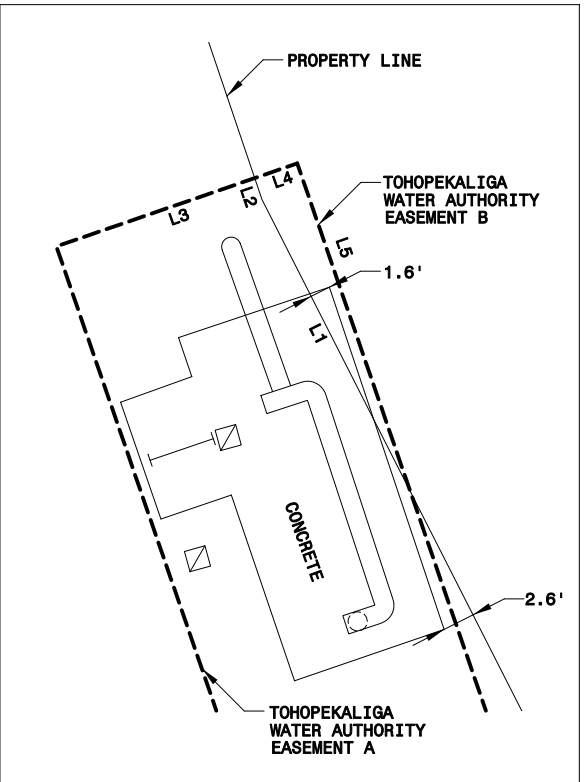 PROPERTY LINE
L4
L2
L3
TOHOPEKALIGA
WATER AUTHORITY
EASEMENT B
L5
1.6'
L1
CONCRETE
2.6'
TOHOPEKALIGA
WATER AUTHORITY
EASEMENT A